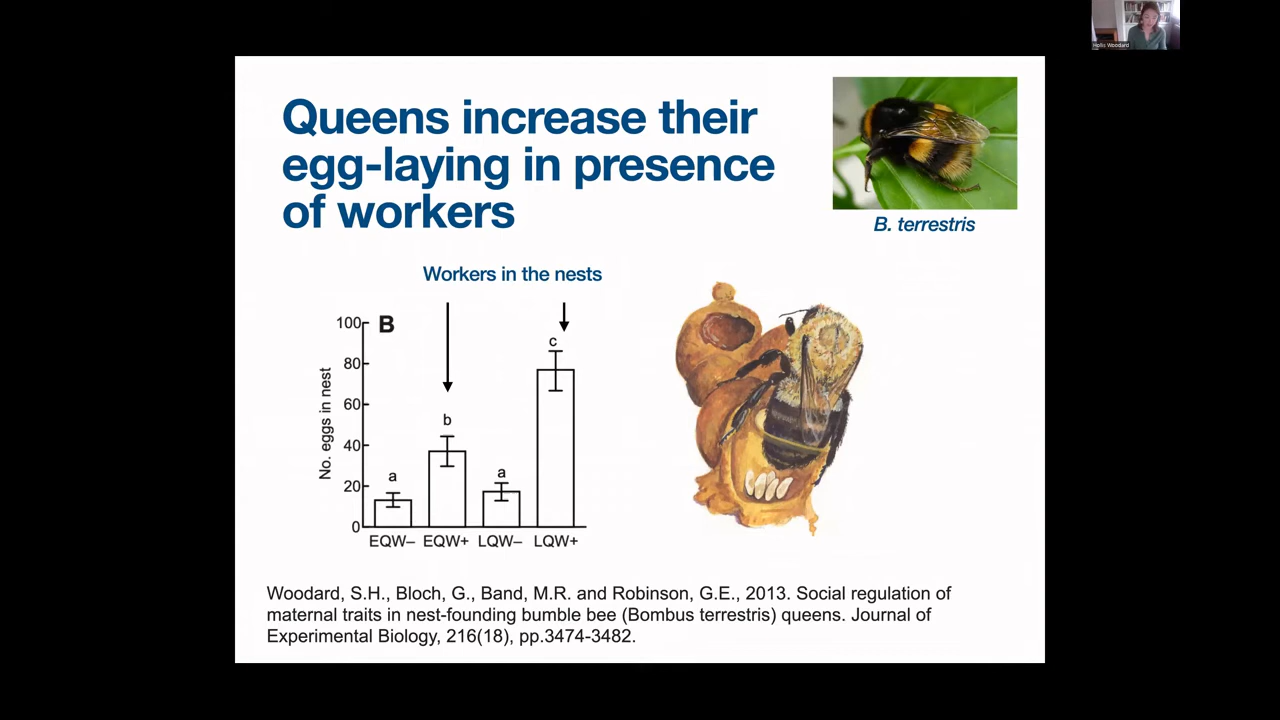 Hollis Woodard
Queens increase their
egg-laying in presence
of workers
B. terrestris
Workers in the nests
B
No. eggs in nest
100
80
60
40
20
0
a
b
a
c
EQW– EQW+ LQW– LQW+
Woodard, S.H., Bloch, G., Band, M.R. and Robinson, G.E., 2013. Social regulation of
maternal traits in nest-founding bumble bee (Bombus terrestris) queens. Journal of
Experimental Biology, 216(18), pp.3474-3482.